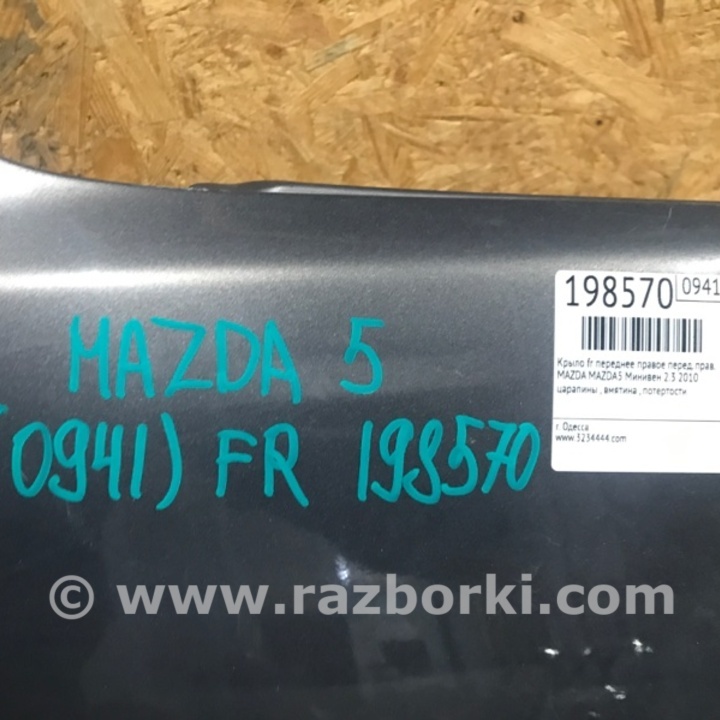 198570 0941
Крыло fr переднее правое перед. прав.
MAZDA MAZDA5 Минивен 2.3 2010
царапины , вмятина , потертости
г. Одесса
www.3234444.com
MAZDA 5
(0941) FR 198570
© www.razborki.com